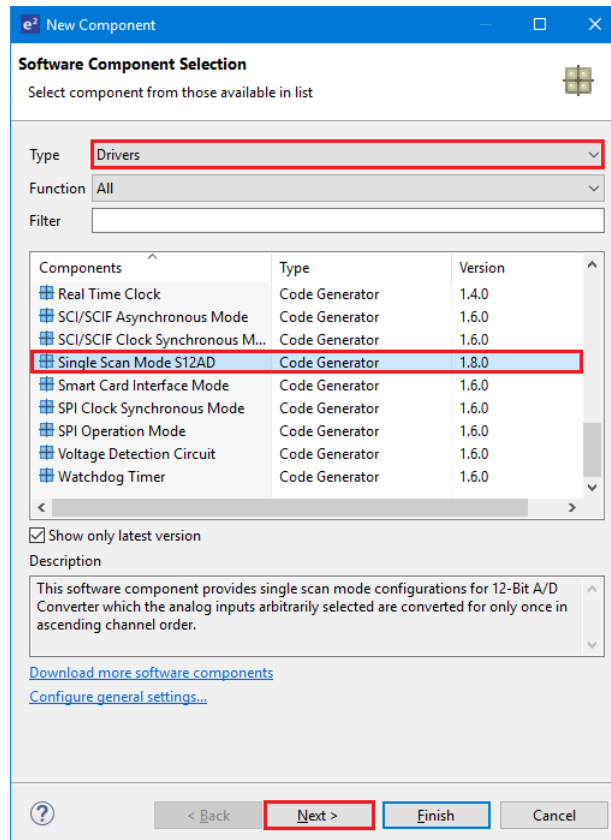 e² New Component
Software Component Selection
Select component from those available in list
Type Drivers
Function All
Filter
Components Type Version
Real Time Clock Code Generator 1.4.0
SCI/SCIF Asynchronous Mode Code Generator 1.6.0
SCI/SCIF Clock Synchronous M... Code Generator 1.6.0
Single Scan Mode S12AD Code Generator 1.8.0
Smart Card Interface Mode Code Generator 1.6.0
SPI Clock Synchronous Mode Code Generator 1.6.0
SPI Operation Mode Code Generator 1.6.0
Voltage Detection Circuit Code Generator 1.6.0
Watchdog Timer Code Generator 1.6.0
Show only latest version
Description
This software component provides single scan mode configurations for 12-Bit A/D
Converter which the analog inputs arbitrarily selected are converted for only once in
ascending channel order.
Download more software components
Configure general settings...
? < Back Next > Finish Cancel